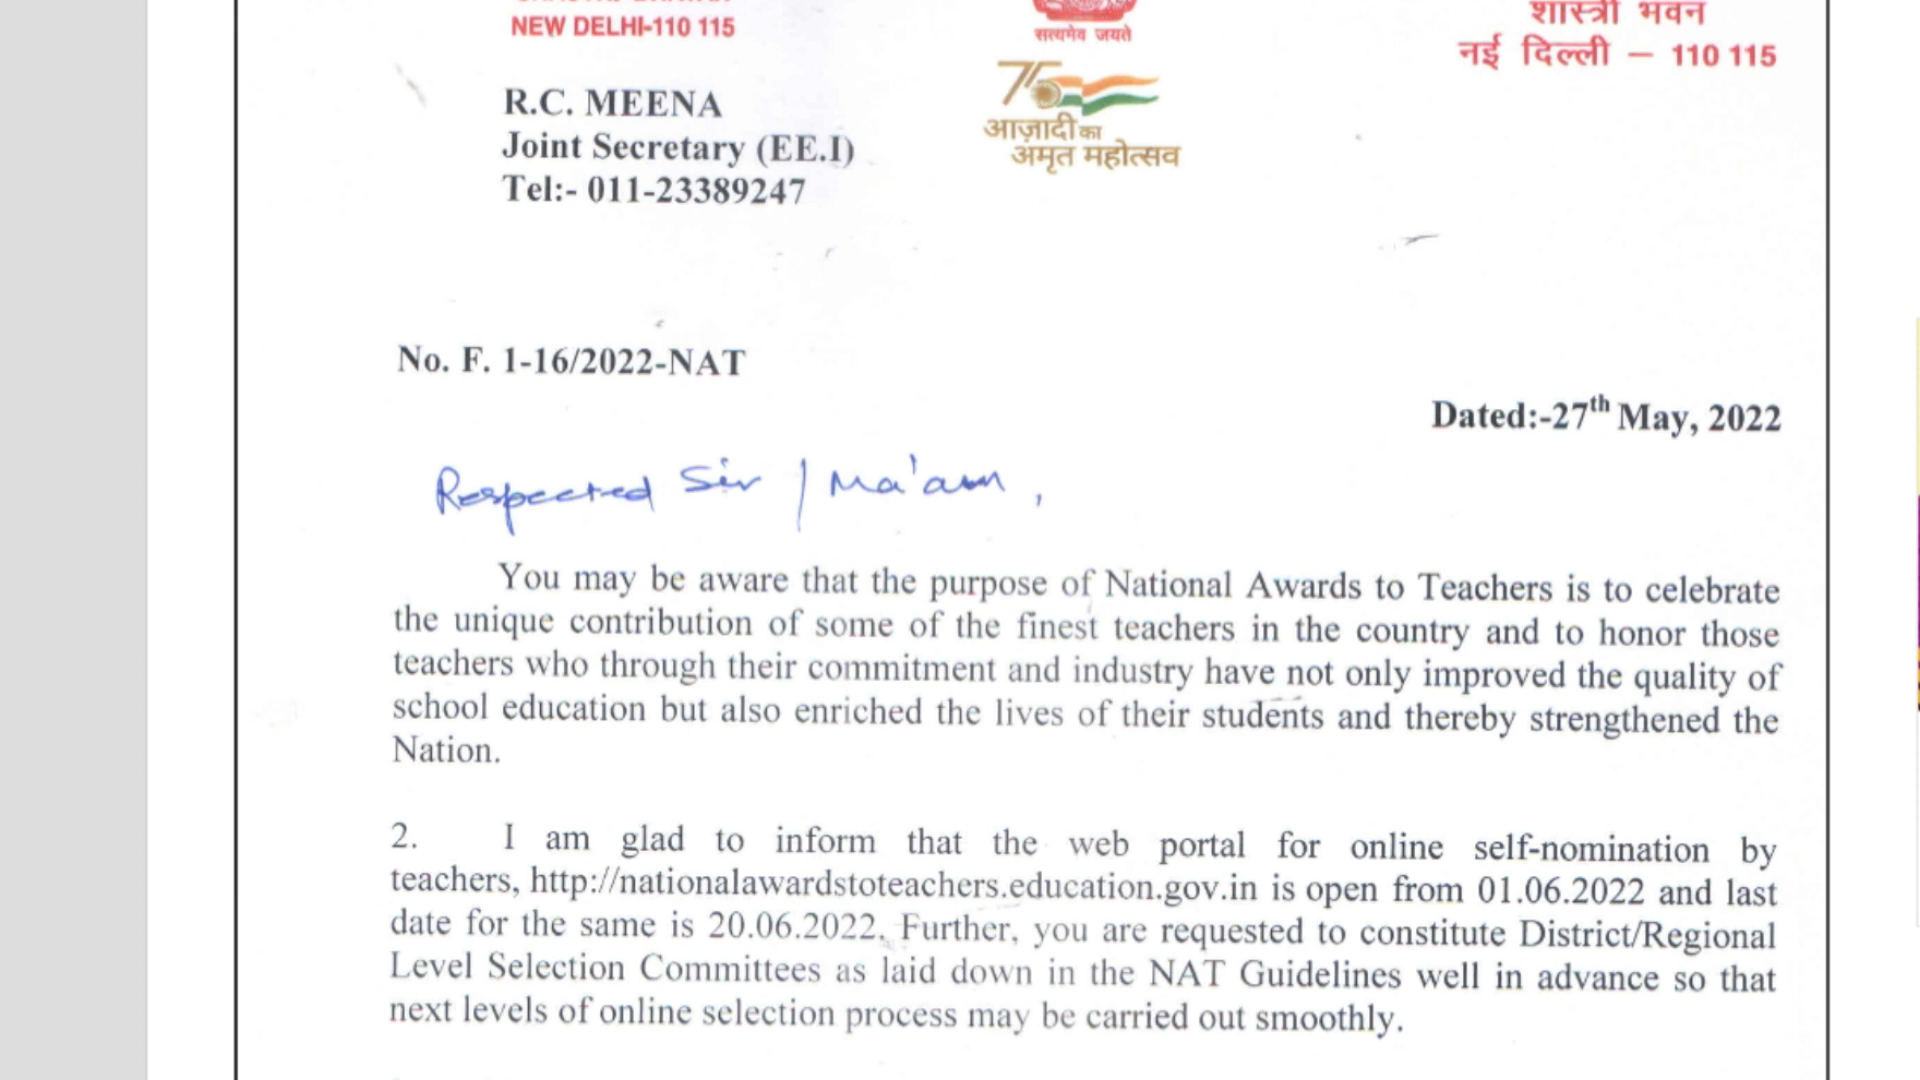 NEW DELHI-110 115
सत्यमेव जयते
शास्त्री भवन
नई दिल्ली – 110 115
R.C. MEENA
Joint Secretary (EE.I)
Tel:- 011-23389247
75
आज़ादी का
अमृत महोत्सव
No. F. 1-16/2022-NAT
Dated:-27th May, 2022
Respected Sir / Ma'am,
You may be aware that the purpose of National Awards to Teachers is to celebrate
the unique contribution of some of the finest teachers in the country and to honor those
teachers who through their commitment and industry have not only improved the quality of
school education but also enriched the lives of their students and thereby strengthened the
Nation.
2. I am glad to inform that the web portal for online self-nomination by
teachers, http://nationalawardstoteachers.education.gov.in is open from 01.06.2022 and last
date for the same is 20.06.2022. Further, you are requested to constitute District/Regional
Level Selection Committees as laid down in the NAT Guidelines well in advance so that
next levels of online selection process may be carried out smoothly.